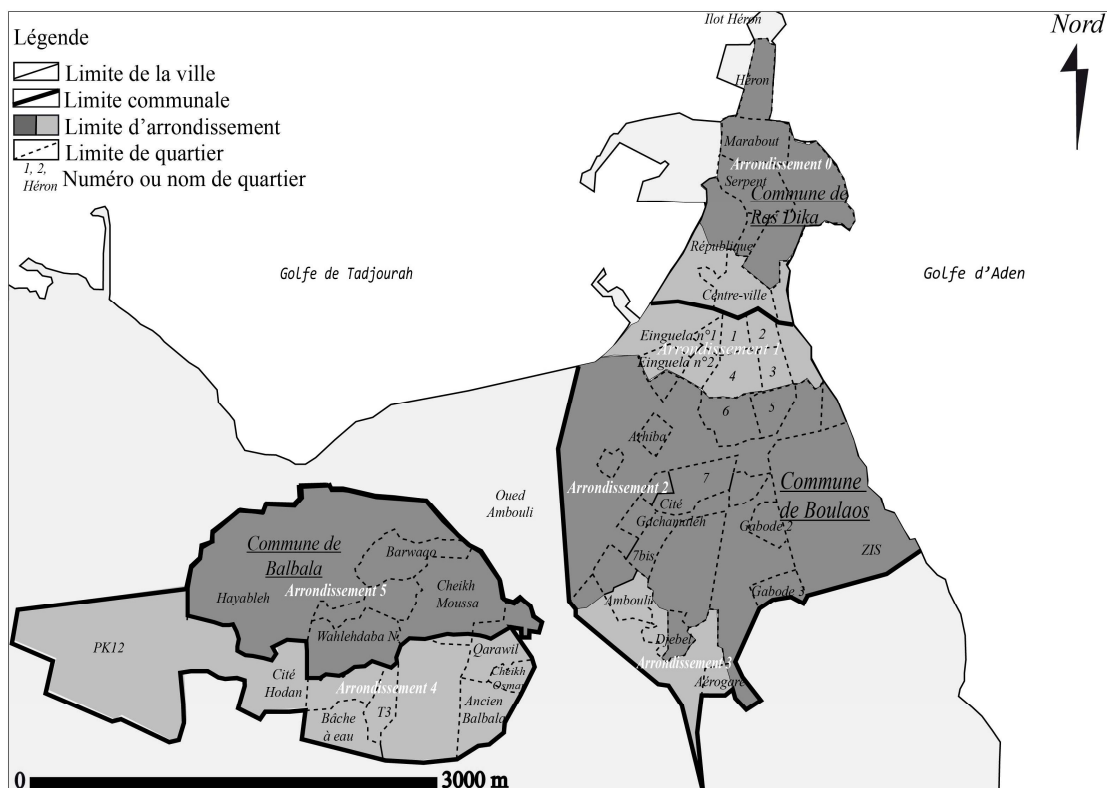 Légende
Limite de la ville
Limite communale
Limite d'arrondissement
Limite de quartier
1, 2,
Héron
Numéro ou nom de quartier
Nord
Ilot Héron
Héron
Marabout
Arrondissement 0
Serpent
Commune de
Ras Dika
République
Golfe de Tadjourah
Golfe d'Aden
Centre-ville
Einguela n°1
1
2
Arrondissement 1
Einguela n°2
4
3
6
5
Arhiba
7
Arrondissement 2
Cité
Gachamaleh
Commune
de Boulaos
Gabode 2
ZIS
7bis
Gabode 3
Ambouli
Djebel
Arrondissement 3
Aérogare
Oued
Ambouli
Commune de
Balbala
Barwaqo
Arrondissement 5
Hayableh
Cheikh
Moussa
Wahlehdaba N.
PK12
Qarawil
Cité
Hodan
Arrondissement 4
Cheikh
Osman
Bâche
à eau
T3
Ancien
Balbala
0
3000 m